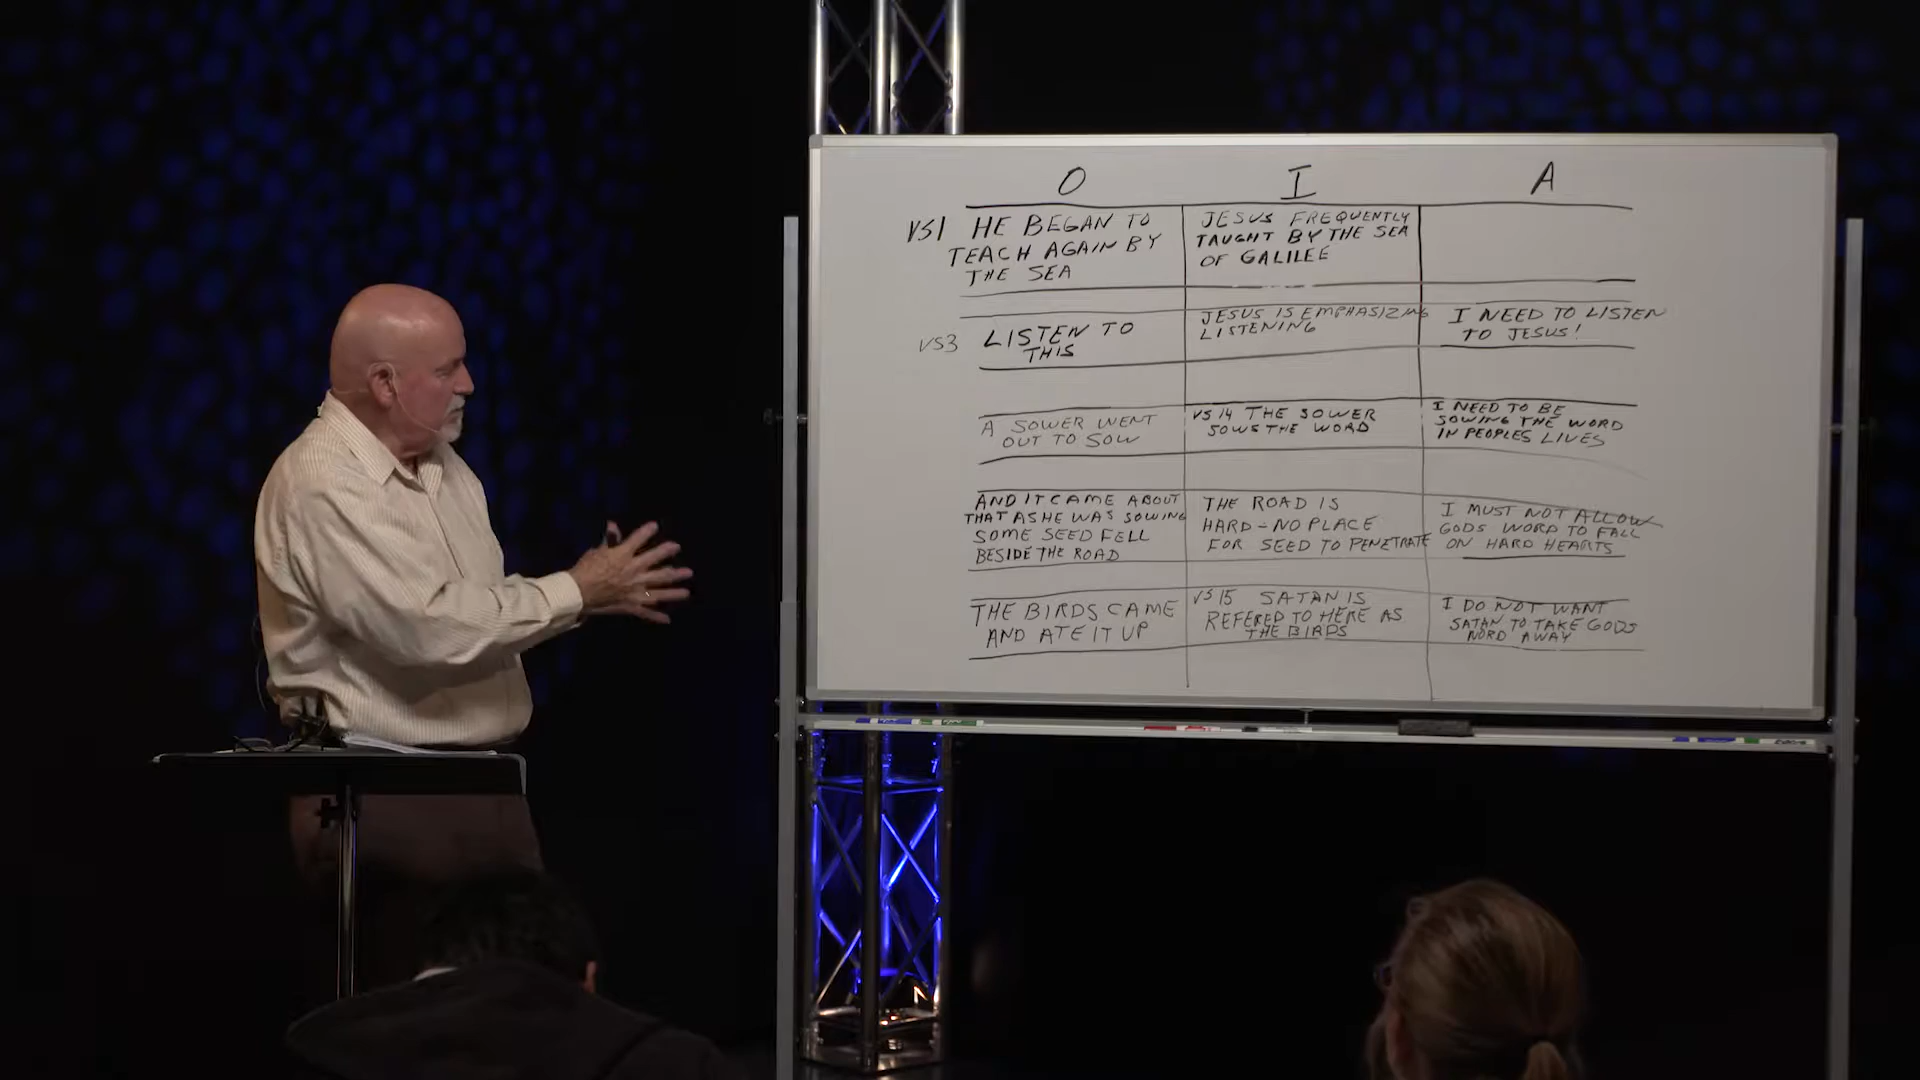 O I A
VS1 HE BEGAN TO
TEACH AGAIN BY
THE SEA
JESUS FREQUENTLY
TAUGHT BY THE SEA
OF GALILEE
VS3 LISTEN TO
THIS
JESUS IS EMPHASIZING
LISTENING
I NEED TO LISTEN
TO JESUS!
A SOWER WENT
OUT TO SOW
VS 14 THE SOWER
SOWS THE WORD
I NEED TO BE
SOWING THE WORD
IN PEOPLES LIVES
AND IT CAME ABOUT
THAT AS HE WAS SOWING
SOME SEED FELL
BESIDE THE ROAD
THE ROAD IS
HARD - NO PLACE
FOR SEED TO PENETRATE
I MUST NOT ALLOW
GODS WORD TO FALL
ON HARD HEARTS
THE BIRDS CAME
AND ATE IT UP
VS 15 SATAN IS
REFERED TO HERE AS
THE BIRDS
I DO NOT WANT
SATAN TO TAKE GODS
WORD AWAY